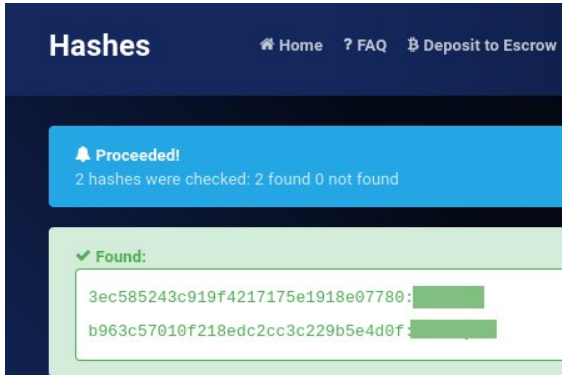 Hashes
Home ? FAQ Deposit to Escrow
Proceeded!
2 hashes were checked: 2 found 0 not found
Found:
3ec585243c919f4217175e1918e07780:
b963c57010f218edc2cc3c229b5e4d0f: